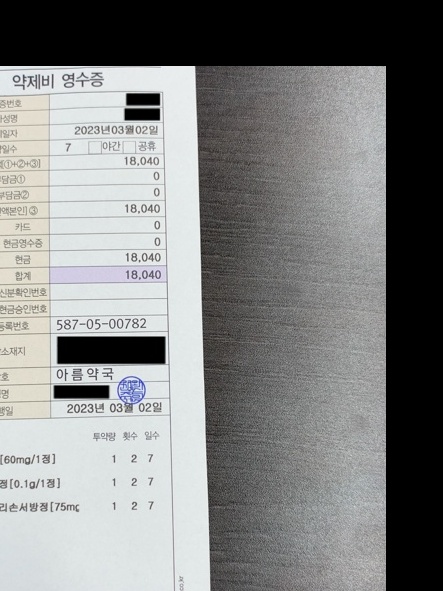 약제비 영수증
증번호
자성명
2023년03월02일
일수 7 야간 공휴
[①+②+③] 18,040
담금① 0
부담금② 0
액본인] ③ 18,040
카드 0
현금영수증 0
현금 18,040
합계 18,040
신분확인번호
현금승인번호
등록번호 587-05-00782
소재지
호 아름약국
명
행일 2023년 03월 02일
투약량 횟수 일수
[60mg/1정] 1 2 7
정[0.1g/1정] 1 2 7
리손서방정[75mg 1 2 7
co.kr